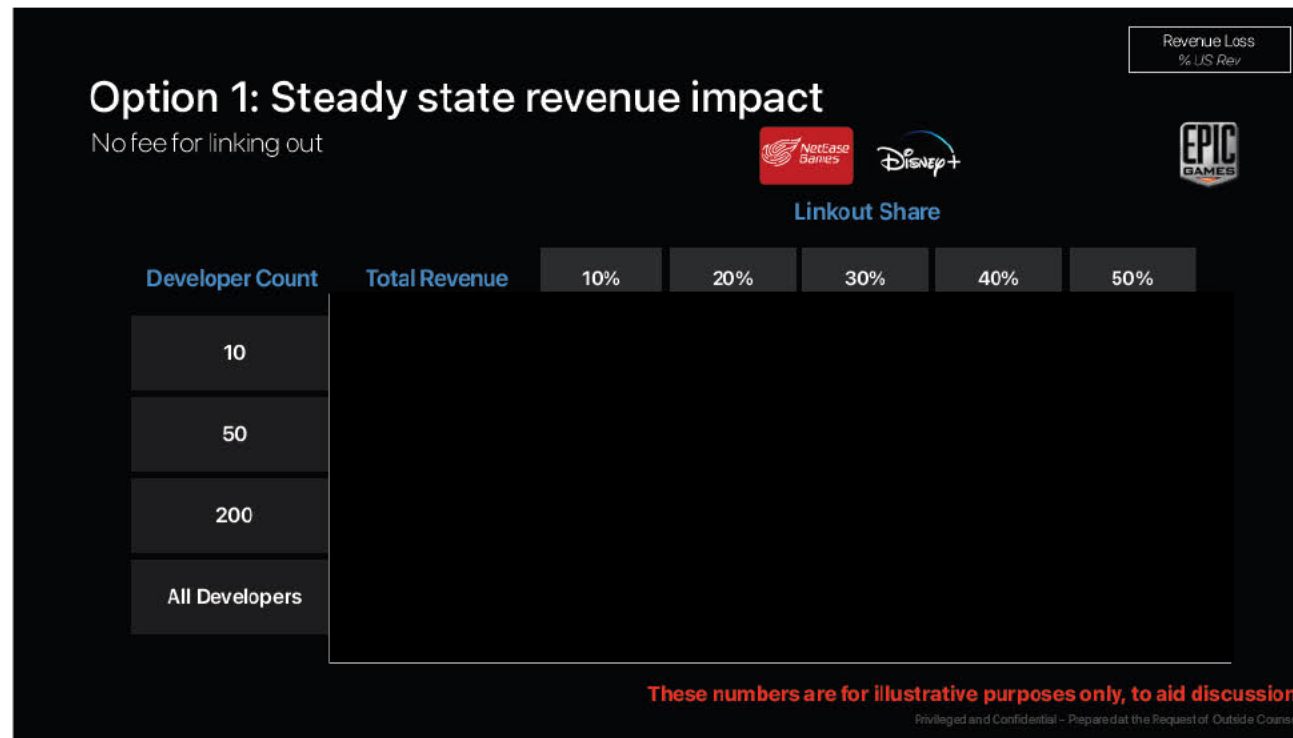 Revenue Loss
% US Rev
Option 1: Steady state revenue impact
No fee for linking out
NetEase
Games
Disney+
EPIC
GAMES
Linkout Share
Developer Count Total Revenue 10% 20% 30% 40% 50%
10
50
200
All Developers
These numbers are for illustrative purposes only, to aid discussion
Privileged and Confidential – Prepared at the Request of Outside Couns